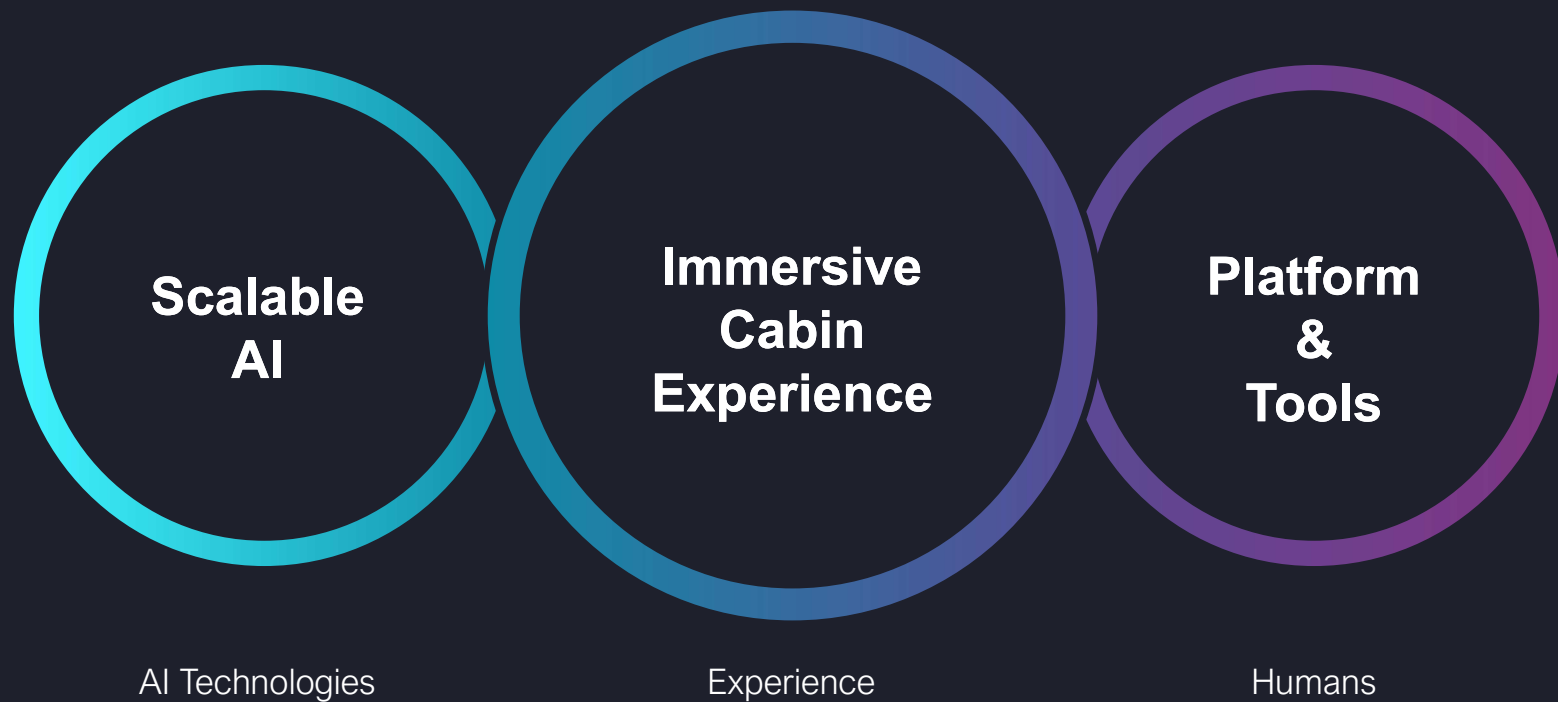 Scalable
AI
Immersive
Cabin
Experience
Platform
&
Tools
AI Technologies
Experience
Humans